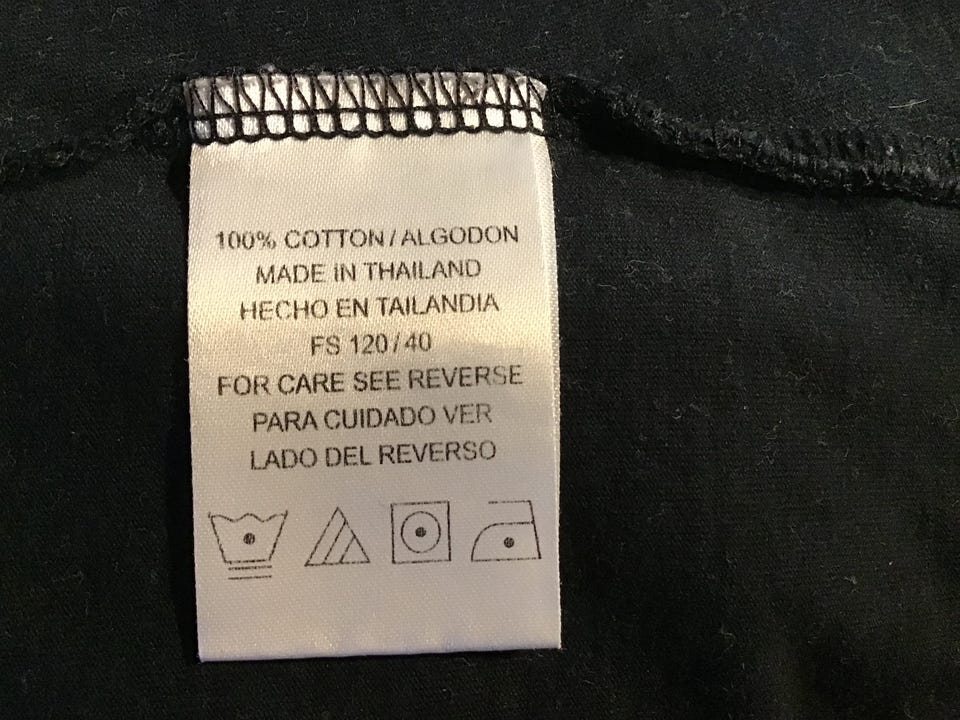 100% COTTON / ALGODON
MADE IN THAILAND
HECHO EN TAILANDIA
FS 120 / 40
FOR CARE SEE REVERSE
PARA CUIDADO VER
LADO DEL REVERSO